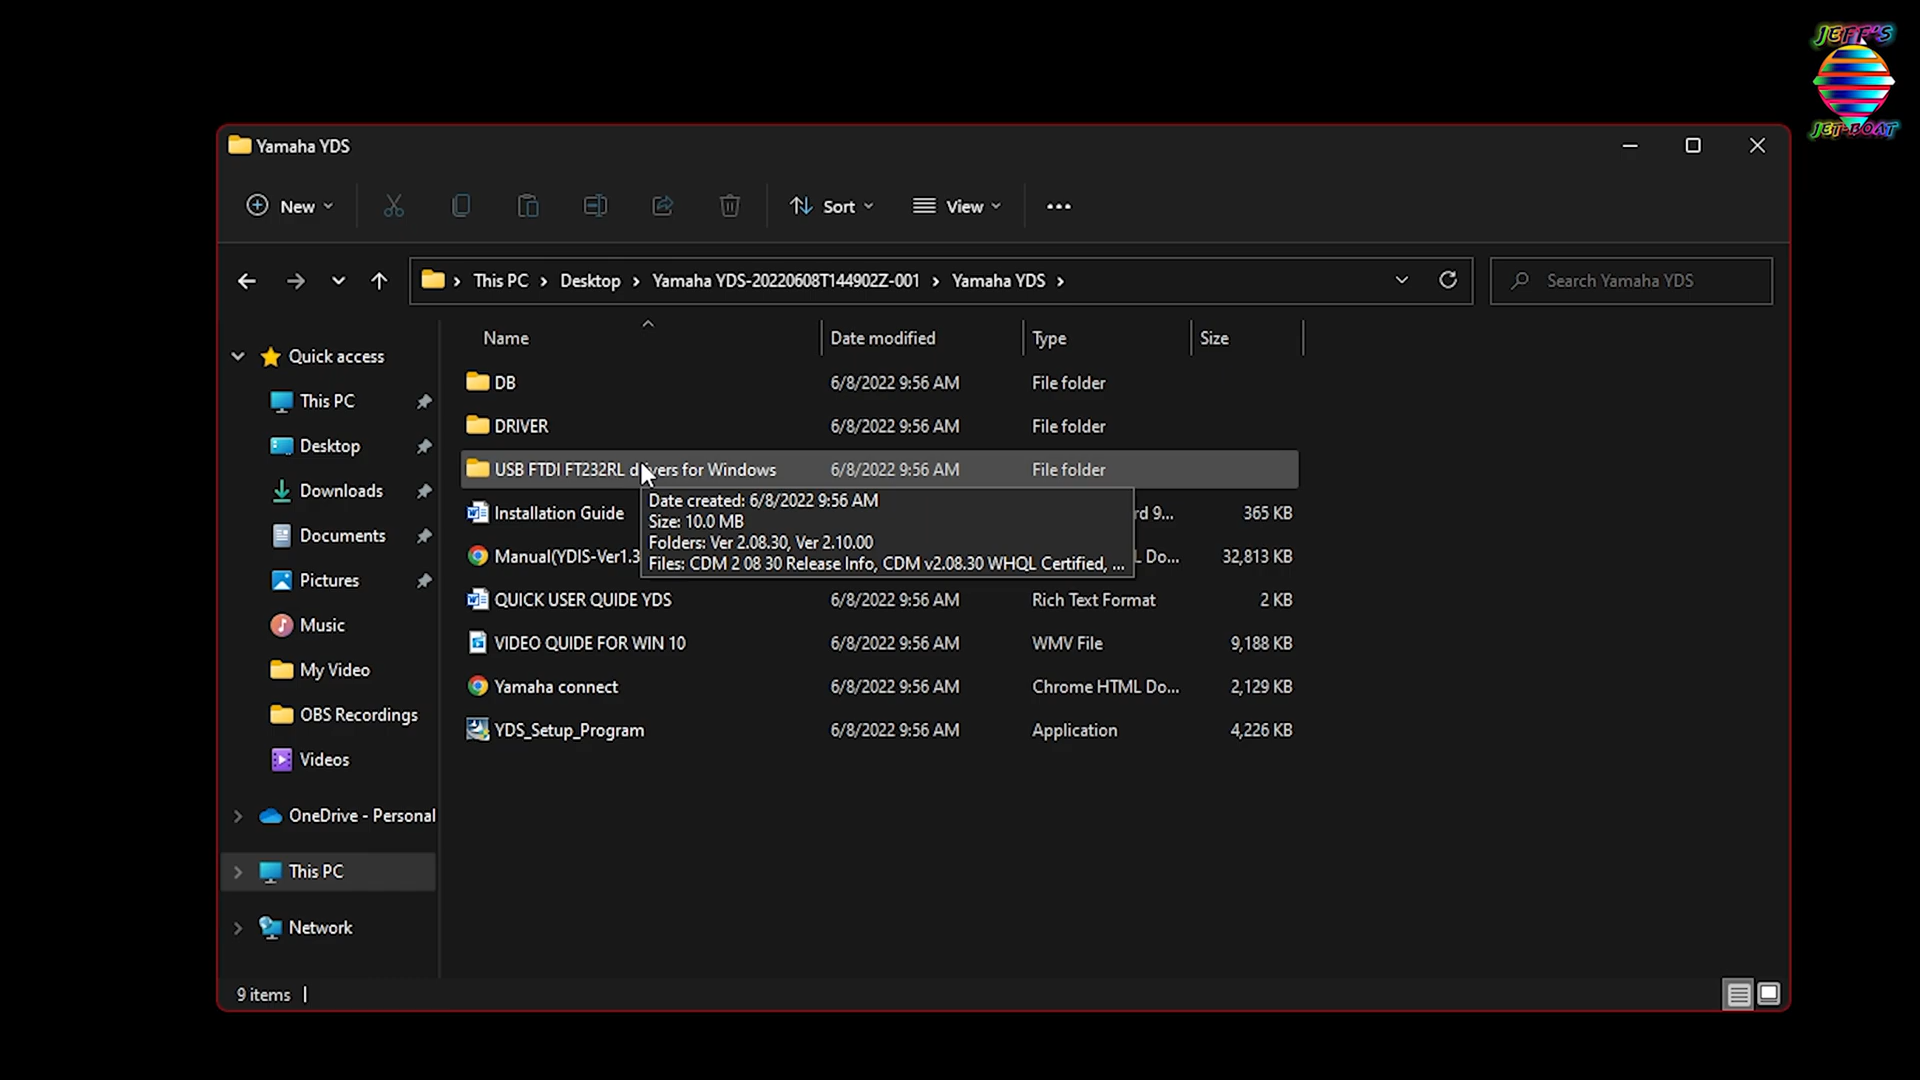 JEFF'S
JET-BOAT
Yamaha YDS
New
Sort
View
This PC
Desktop
Yamaha YDS-20220608T144902Z-001
Yamaha YDS
Search Yamaha YDS
Name
Date modified
Type
Size
Quick access
This PC
Desktop
Downloads
Documents
Pictures
Music
My Video
OBS Recordings
Videos
OneDrive - Personal
This PC
Network
DB 6/8/2022 9:56 AM File folder
DRIVER 6/8/2022 9:56 AM File folder
USB FTDI FT232RL drivers for Windows 6/8/2022 9:56 AM File folder
Installation Guide rd 9... 365 KB
Manual(YDIS-Ver1.3 L Do... 32,813 KB
Date created: 6/8/2022 9:56 AM
Size: 10.0 MB
Folders: Ver 2.08.30, Ver 2.10.00
Files: CDM 2 08 30 Release Info, CDM v2.08.30 WHQL Certified, ...
QUICK USER QUIDE YDS 6/8/2022 9:56 AM Rich Text Format 2 KB
VIDEO QUIDE FOR WIN 10 6/8/2022 9:56 AM WMV File 9,188 KB
Yamaha connect 6/8/2022 9:56 AM Chrome HTML Do... 2,129 KB
YDS_Setup_Program 6/8/2022 9:56 AM Application 4,226 KB
9 items